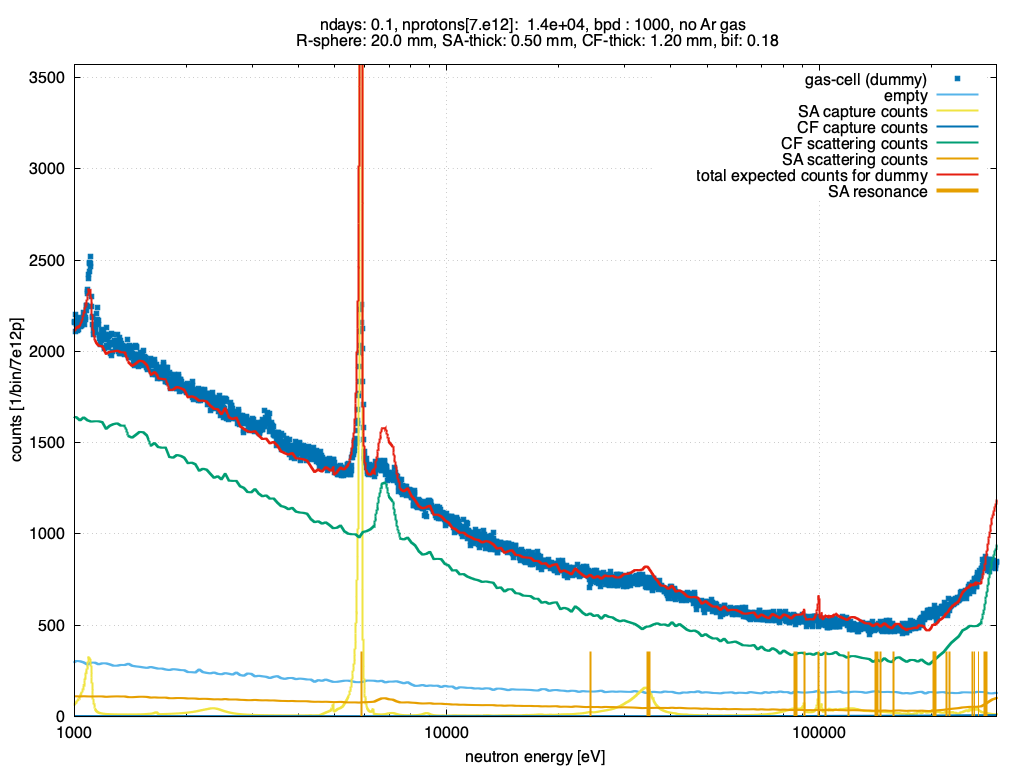 ndays: 0.1, nprotons[7.e12]:  1.4e+04, bpd : 1000, no Ar gas
R-sphere: 20.0 mm, SA-thick: 0.50 mm, CF-thick: 1.20 mm, bif: 0.18
3500
3000
2500
2000
1500
1000
500
0
counts [1/bin/7e12p]
gas-cell (dummy)
empty
SA capture counts
CF capture counts
CF scattering counts
SA scattering counts
total expected counts for dummy
SA resonance
1000
10000
100000
neutron energy [eV]